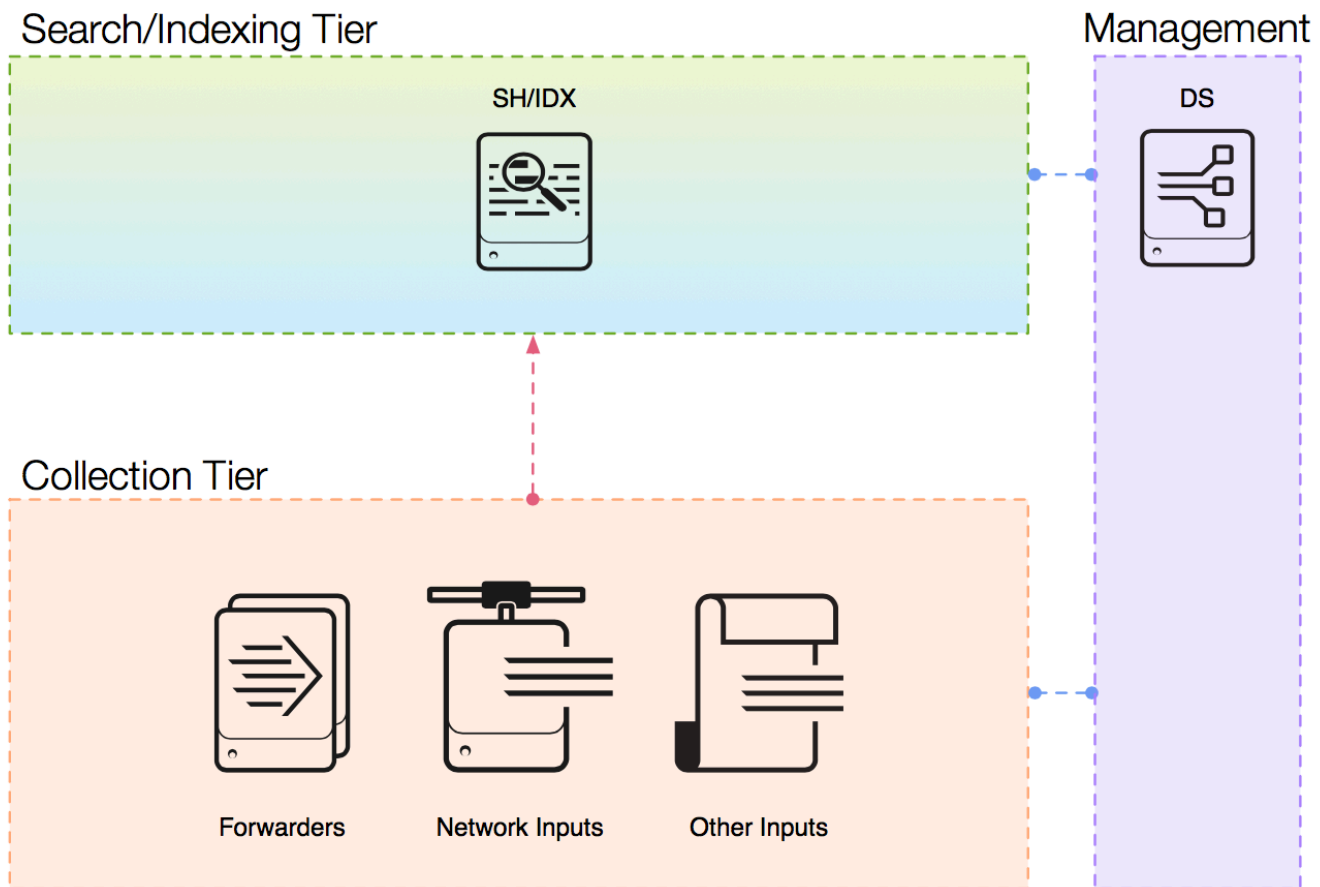 Search/Indexing Tier
Management
SH/IDX
DS
Collection Tier
Forwarders
Network Inputs
Other Inputs